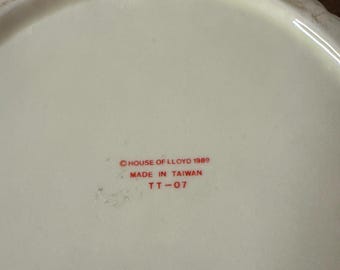 © HOUSE OF LLOYD 1989
MADE IN TAIWAN
TT-07